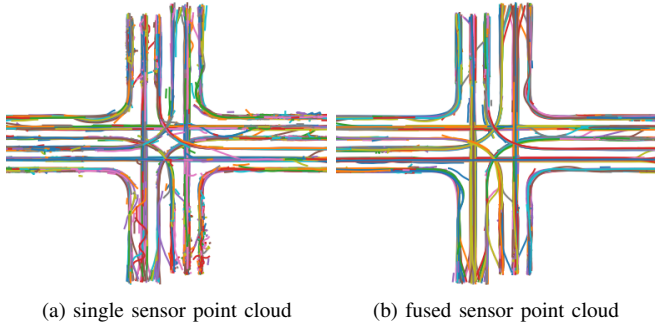 (a) single sensor point cloud
(b) fused sensor point cloud